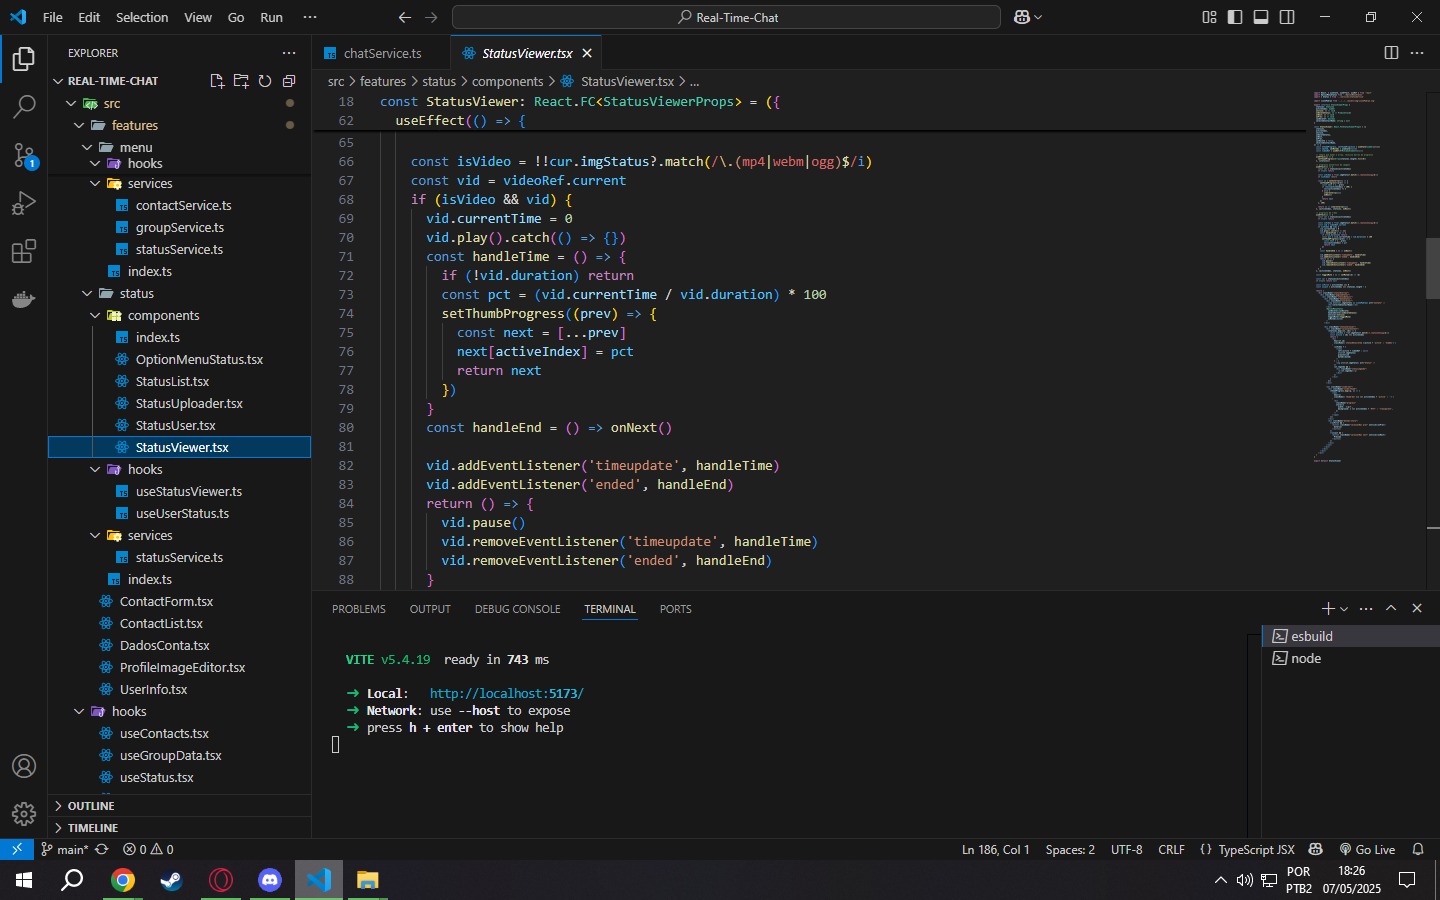 File Edit Selection View Go Run ···
Real-Time-Chat
EXPLORER
REAL-TIME-CHAT
src
features
menu
hooks
services
contactService.ts
groupService.ts
statusService.ts
index.ts
status
components
index.ts
OptionMenuStatus.tsx
StatusList.tsx
StatusUploader.tsx
StatusUser.tsx
StatusViewer.tsx
hooks
useStatusViewer.ts
useUserStatus.ts
services
statusService.ts
index.ts
ContactForm.tsx
ContactList.tsx
DadosConta.tsx
ProfileImageEditor.tsx
UserInfo.tsx
hooks
useContacts.tsx
useGroupData.tsx
useStatus.tsx
OUTLINE
TIMELINE
1
chatService.ts
StatusViewer.tsx
src > features > status > components > StatusViewer.tsx > ...
18 const StatusViewer: React.FC<StatusViewerProps> = ({
62 useEffect(() => {
65
66 const isVideo = !!cur.imgStatus?.match(/\.(mp4|webm|ogg)$/i)
67 const vid = videoRef.current
68 if (isVideo && vid) {
69 vid.currentTime = 0
70 vid.play().catch(() => {})
71 const handleTime = () => {
72 if (!vid.duration) return
73 const pct = (vid.currentTime / vid.duration) * 100
74 setThumbProgress((prev) => {
75 const next = [...prev]
76 next[activeIndex] = pct
77 return next
78 })
79 }
80 const handleEnd = () => onNext()
81
82 vid.addEventListener('timeupdate', handleTime)
83 vid.addEventListener('ended', handleEnd)
84 return () => {
85 vid.pause()
86 vid.removeEventListener('timeupdate', handleTime)
87 vid.removeEventListener('ended', handleEnd)
88 }
PROBLEMS OUTPUT DEBUG CONSOLE TERMINAL PORTS
VITE v5.4.19 ready in 743 ms
➜ Local: http://localhost:5173/
➜ Network: use --host to expose
➜ press h + enter to show help
esbuild
node
main* 0 0
Ln 186, Col 1 Spaces: 2 UTF-8 CRLF {} TypeScript JSX Go Live
POR
PTB2
18:26
07/05/2025